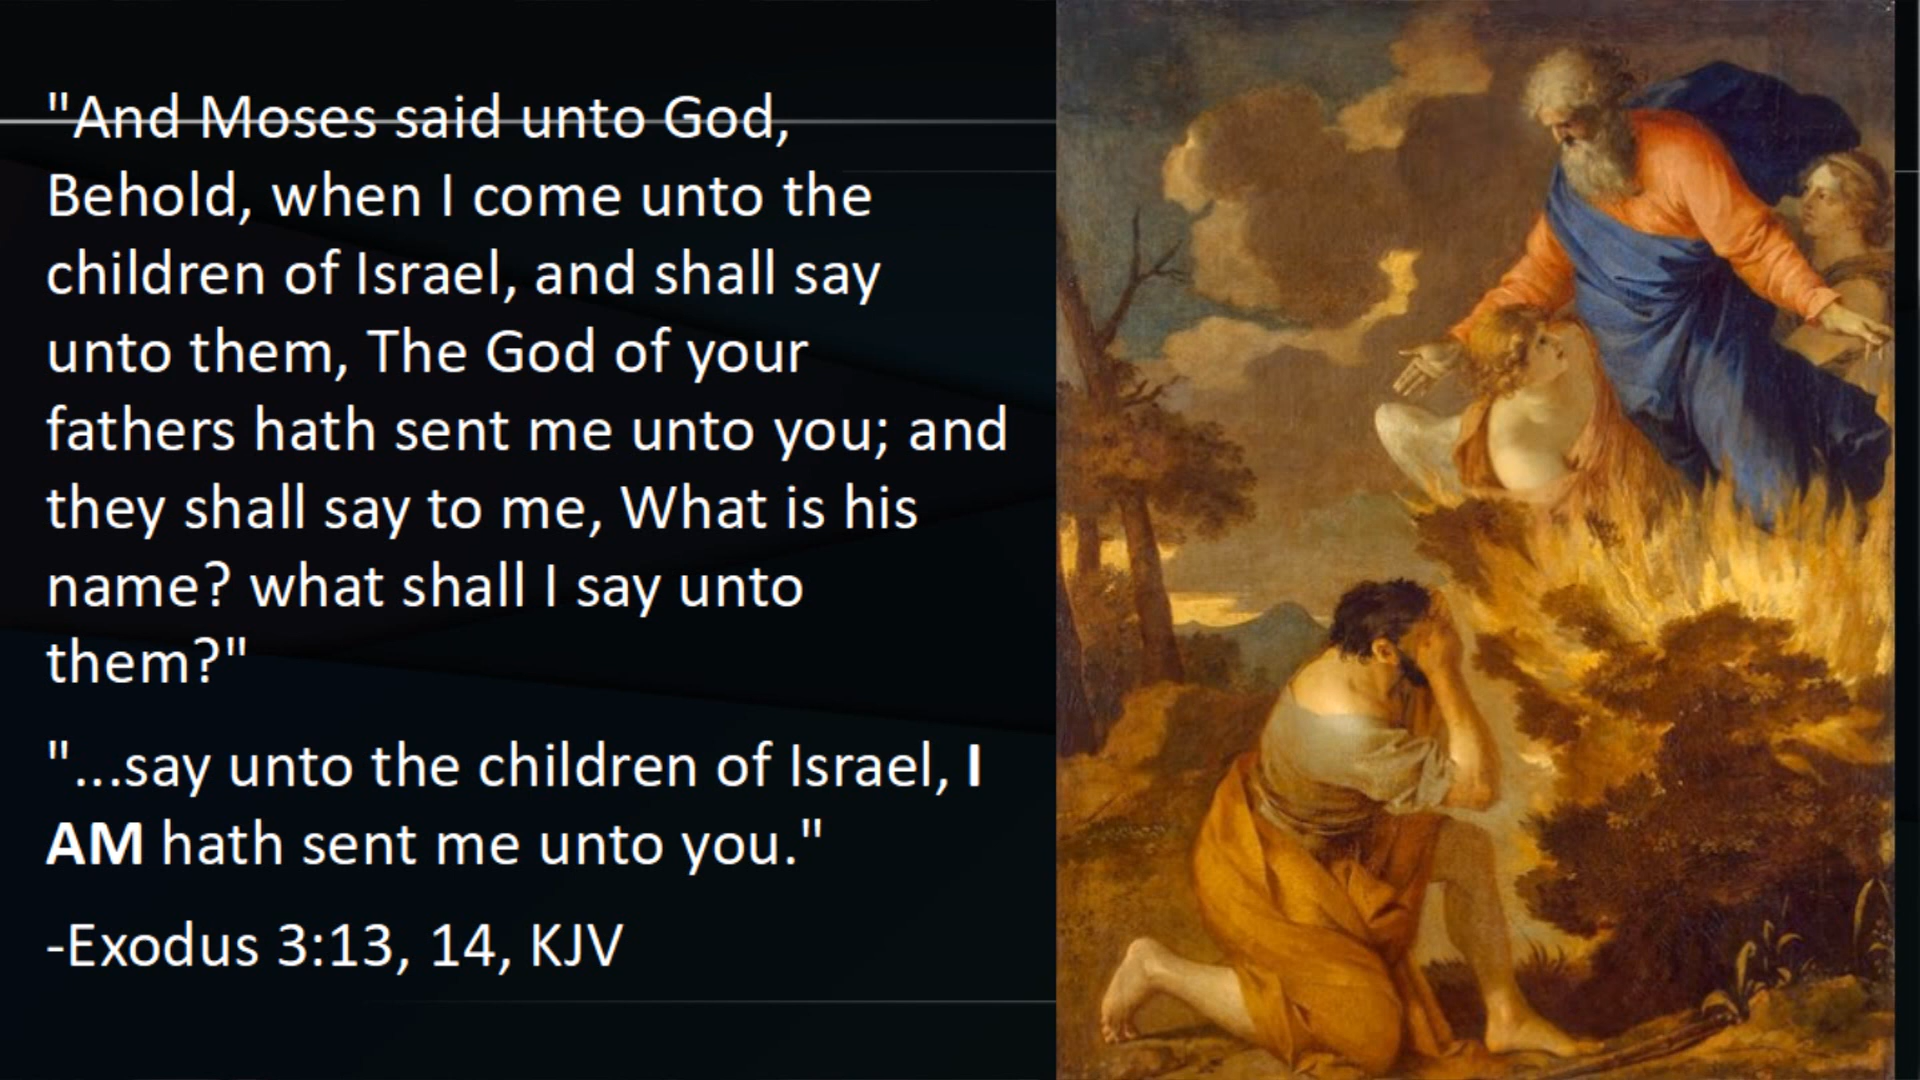 "And Moses said unto God,
Behold, when I come unto the
children of Israel, and shall say
unto them, The God of your
fathers hath sent me unto you; and
they shall say to me, What is his
name? what shall I say unto
them?"
"...say unto the children of Israel, I
AM hath sent me unto you."
-Exodus 3:13, 14, KJV